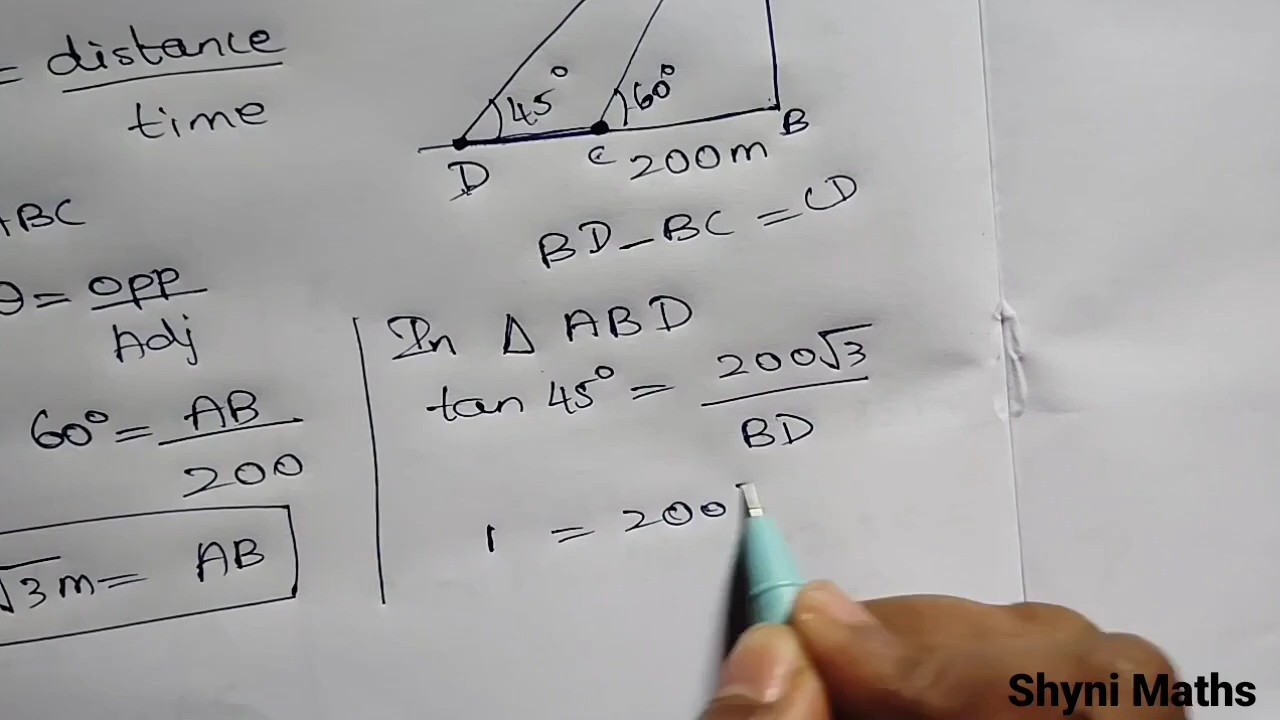 = distance
time
ABC
θ = opp
Adj
60° = AB
200
√3 m = AB
45°
60°
D
C
200m
B
BD - BC = CD
In Δ ABD
tan 45° = 200√3
BD
1 = 200
Shyni Maths